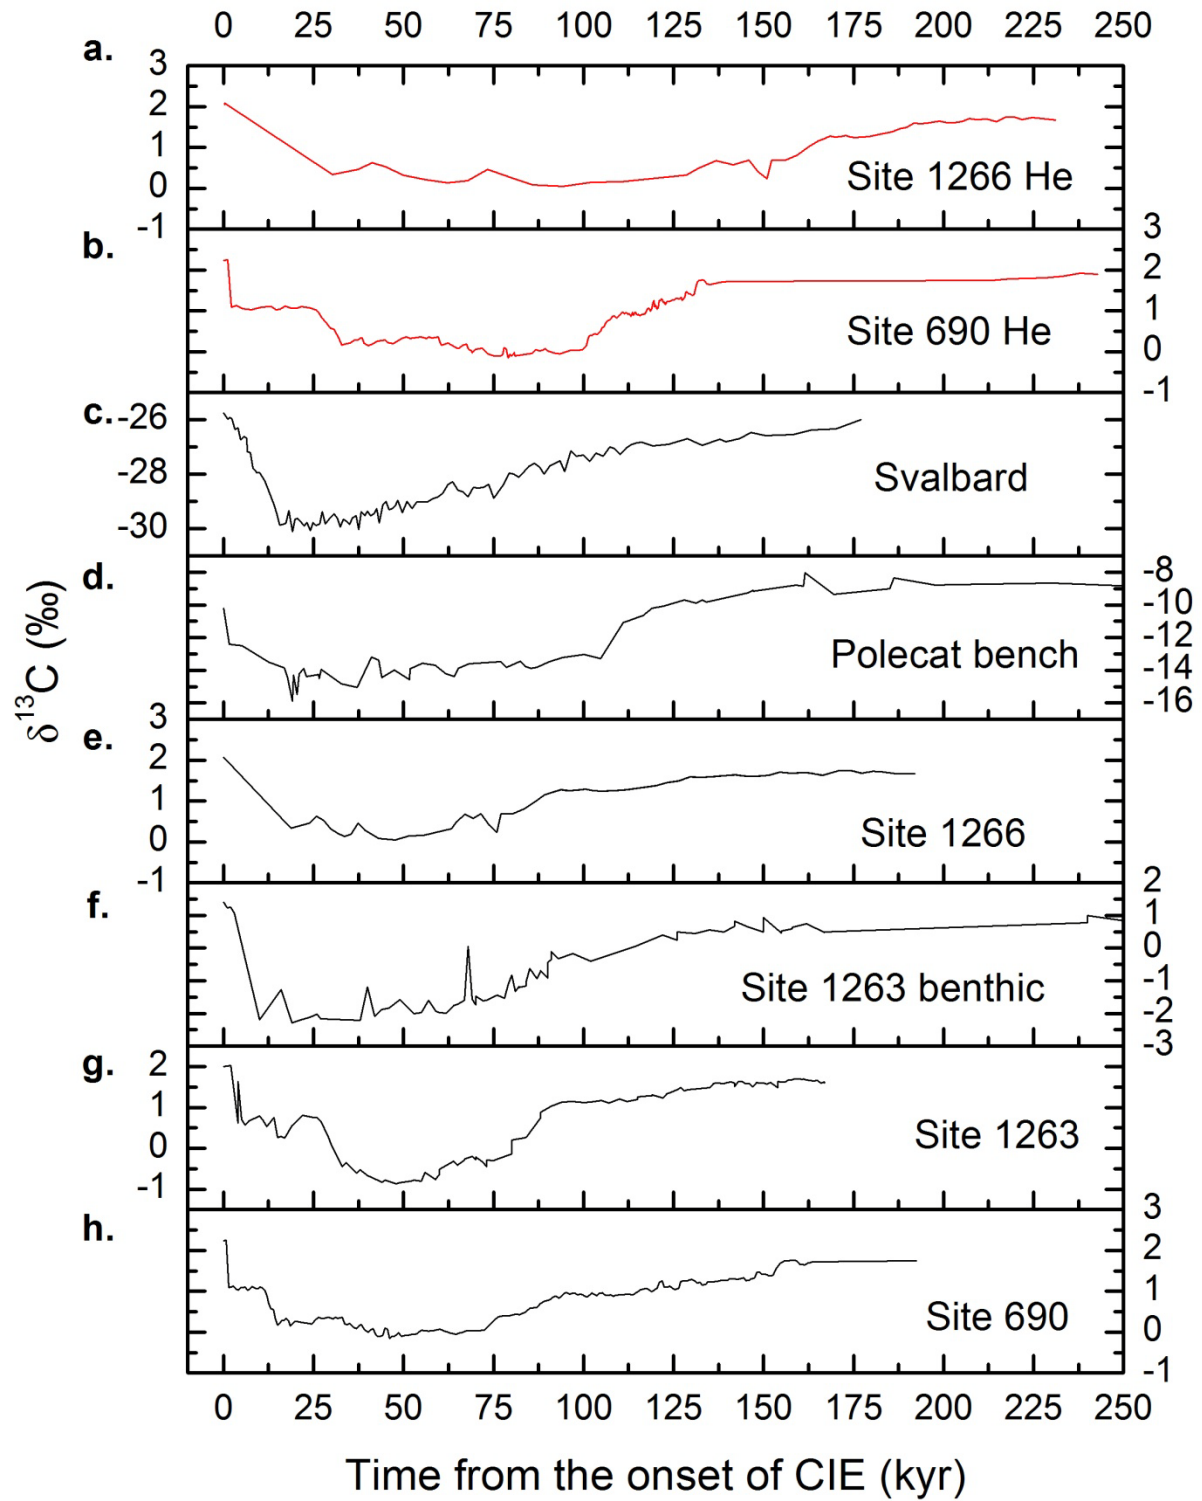 0 25 50 75 100 125 150 175 200 225 250
a.
3
2
1
0
-1
Site 1266 He
b.
3
2
1
0
-1
Site 690 He
c.
-26
-28
-30
Svalbard
d.
-8
-10
-12
-14
-16
Polecat bench
e.
3
2
1
0
-1
Site 1266
f.
2
1
0
-1
-2
-3
Site 1263 benthic
g.
2
1
0
-1
Site 1263
h.
3
2
1
0
-1
Site 690
δ13C (‰)
0 25 50 75 100 125 150 175 200 225 250
Time from the onset of CIE (kyr)